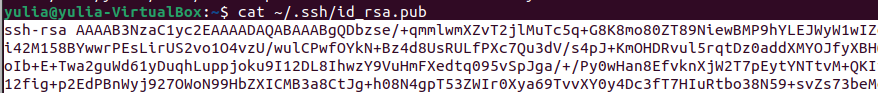 yulia@yulia-VirtualBox:~$ cat ~/.ssh/id_rsa.pub
ssh-rsa AAAAB3NzaC1yc2EAAAADAQABAAABgQDbzse/+qmmlwmXZvT2jlMuTc5q+G8K8mo80ZT89NiewBMP9hYLEJWyW1wIZ
i42M158BYwwrPEsLirUS2vo1O4vzU/wulCPwfOYkN+Bz4d8UsRULfPXc7Qu3dV/s4pJ+KmOHDRvul5rqtDz0addXMYOJfyXBH
oIb+E+Twa2guWd61yDuqhLuppjoku9I12DL8IhwzY9VuHmFXedtq095vSpJga/+/Py0wHan8EfvknXjW2T7pEytYNTtvM+QKI
12fig+p2EdPBnWyj927OWoN99HbZXICMB3a8CtJg+h08N4gpT53ZWIr0Xya69TvvXY0y4Dc3fT7HIuRtbo38N59+svZs73beM